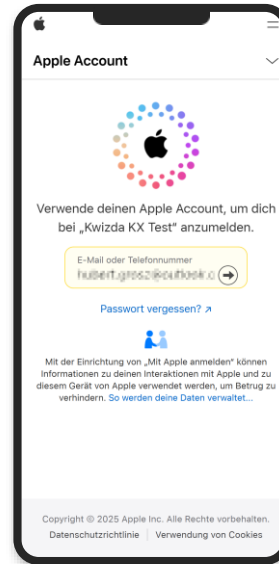 Apple Account
Verwende deinen Apple Account, um dich
bei „Kwizda KX Test“ anzumelden.
E-Mail oder Telefonnummer
Passwort vergessen? ↗
Mit der Einrichtung von „Mit Apple anmelden“ können
Informationen zu deinen Interaktionen mit Apple und zu
diesem Gerät von Apple verwendet werden, um Betrug zu
verhindern. So werden deine Daten verwaltet...
Copyright © 2025 Apple Inc. Alle Rechte vorbehalten.
Datenschutzrichtlinie | Verwendung von Cookies